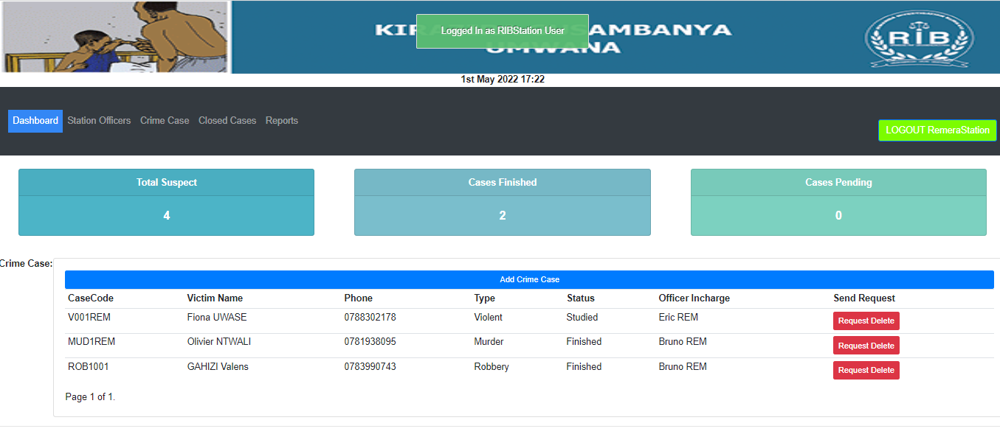 Logged In as RIBStation User
SAMBANYA
UMWANA
RIB
1st May 2022 17:22
Dashboard Station Officers Crime Case Closed Cases Reports
LOGOUT RemeraStation
Total Suspect Cases Finished Cases Pending
4 2 0
Crime Case:
Add Crime Case
CaseCode Victim Name Phone Type Status Officer Incharge Send Request
V001REM Fiona UWASE 0788302178 Violent Studied Eric REM Request Delete
MUD1REM Olivier NTWALI 0781938095 Murder Finished Bruno REM Request Delete
ROB1001 GAHIZI Valens 0783990743 Robbery Finished Bruno REM Request Delete
Page 1 of 1.